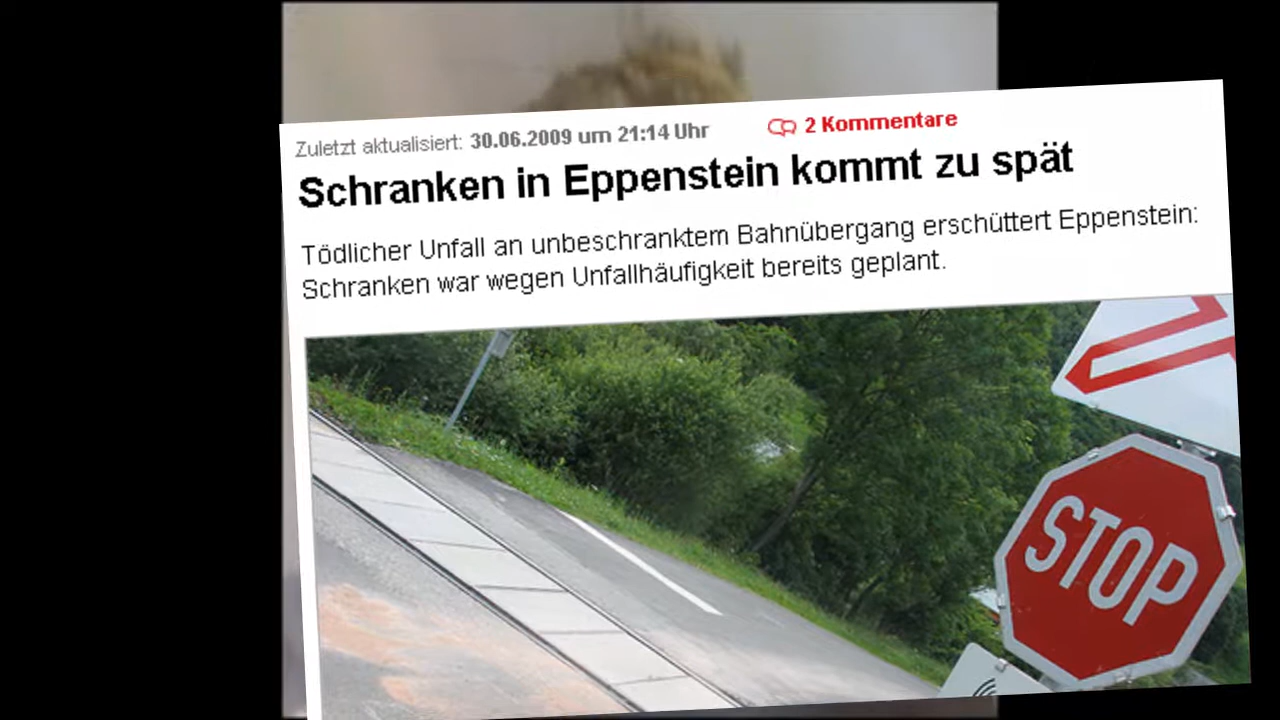 Zuletzt aktualisiert: 30.06.2009 um 21:14 Uhr
2 Kommentare
Schranken in Eppenstein kommt zu spät
Tödlicher Unfall an unbeschranktem Bahnübergang erschüttert Eppenstein:
Schranken war wegen Unfallhäufigkeit bereits geplant.
STOP